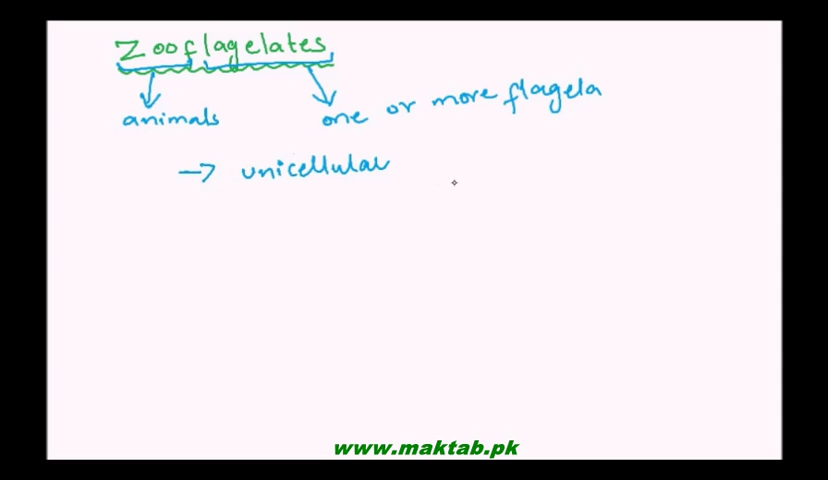 Zooflagelates
animals one or more flagela
→ unicellular
www.maktab.pk